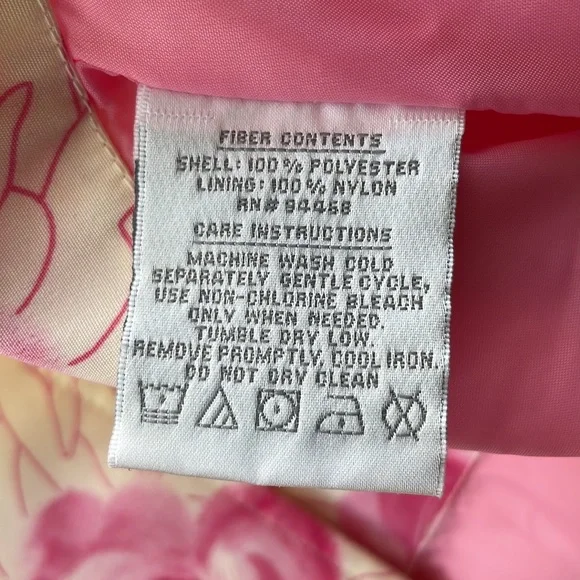 FIBER CONTENTS
SHELL: 100% POLYESTER
LINING: 100% NYLON
RN# 94468
CARE INSTRUCTIONS
MACHINE WASH COLD
SEPARATELY. GENTLE CYCLE,
USE NON-CHLORINE BLEACH
ONLY WHEN NEEDED.
TUMBLE DRY LOW.
REMOVE PROMPTLY. COOL IRON.
DO NOT DRY CLEAN